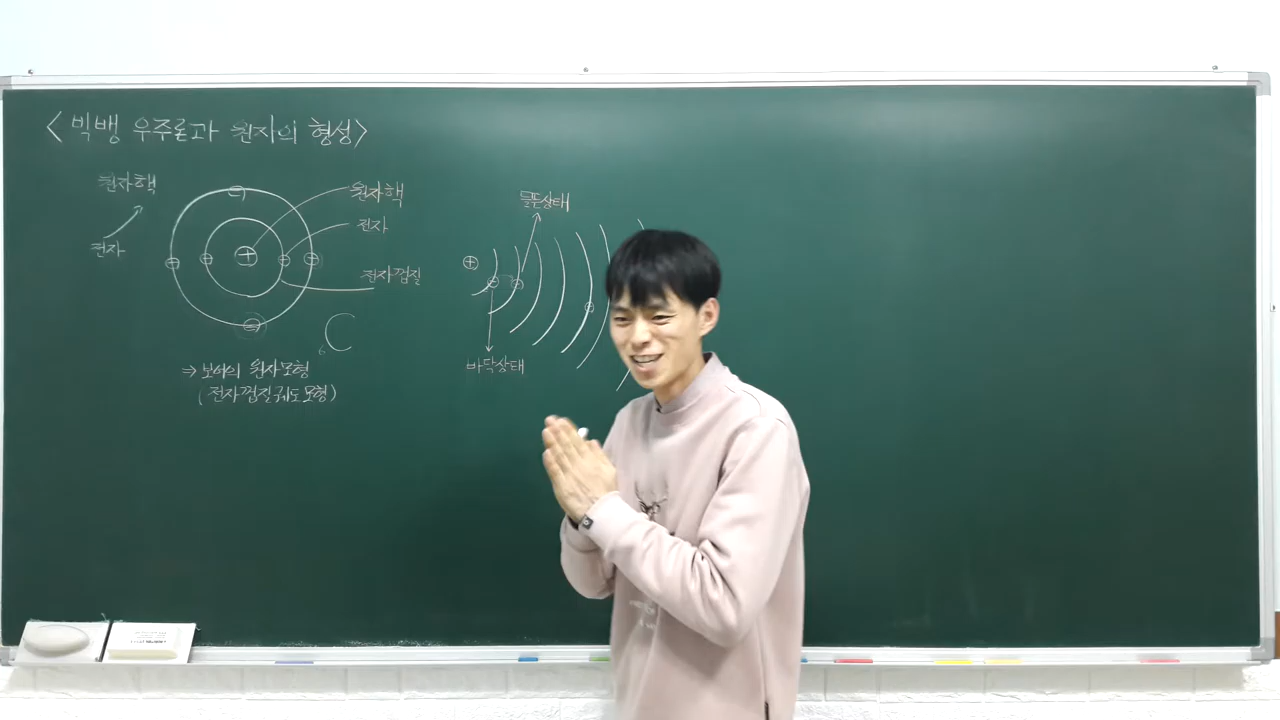 <빅뱅 우주론과 원자의 형성>
원자핵
전자
원자핵
전자
전자껍질
6 C
⇒ 보어의 원자모형
(전자껍질궤도모형)
들뜬상태
바닥상태